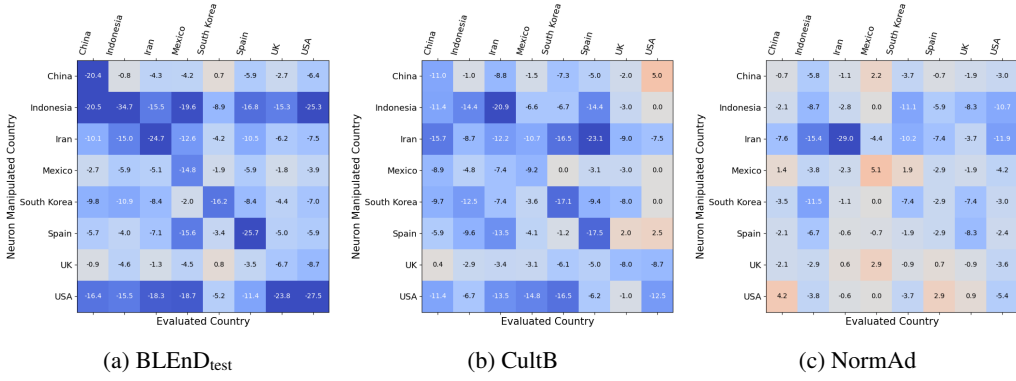 China Indonesia Iran Mexico South Korea Spain UK USA
China -20.4 -0.8 -4.3 -4.2 0.7 -5.9 -2.7 -6.4
Indonesia -20.5 -34.7 -15.5 -19.6 -8.9 -16.8 -15.3 -25.3
Iran -10.1 -15.0 -24.7 -12.6 -4.2 -10.5 -6.2 -7.5
Mexico -2.7 -5.9 -5.1 -14.8 -1.9 -5.9 -1.8 -3.9
South Korea -9.8 -10.9 -8.4 -2.0 -16.2 -8.4 -4.4 -7.0
Spain -5.7 -4.0 -7.1 -15.6 -3.4 -25.7 -5.0 -5.9
UK -0.9 -4.6 -1.3 -4.5 0.8 -3.5 -6.7 -8.7
USA -16.4 -15.5 -18.3 -18.7 -5.2 -11.4 -23.8 -27.5
Neuron Manipulated Country
Evaluated Country
(a) BLEnDtest
China Indonesia Iran Mexico South Korea Spain UK USA
China -11.0 -1.0 -8.8 -1.5 -7.3 -5.0 -2.0 5.0
Indonesia -11.4 -14.4 -20.9 -6.6 -6.7 -14.4 -3.0 0.0
Iran -15.7 -8.7 -12.2 -10.7 -16.5 -23.1 -9.0 -7.5
Mexico -8.9 -4.8 -7.4 -9.2 0.0 -3.1 -3.0 0.0
South Korea -9.7 -12.5 -7.4 -3.6 -17.1 -9.4 -8.0 0.0
Spain -5.9 -9.6 -13.5 -4.1 -1.2 -17.5 2.0 2.5
UK 0.4 -2.9 -3.4 -3.1 -6.1 -5.0 -8.0 -8.7
USA -11.4 -6.7 -13.5 -14.8 -16.5 -6.2 -1.0 -12.5
Neuron Manipulated Country
Evaluated Country
(b) CultB
China Indonesia Iran Mexico South Korea Spain UK USA
China -0.7 -5.8 -1.1 2.2 -3.7 -0.7 -1.9 -3.0
Indonesia -2.1 -8.7 -2.8 0.0 -11.1 -5.9 -8.3 -10.7
Iran -7.6 -15.4 -29.0 -4.4 -10.2 -7.4 -3.7 -11.9
Mexico 1.4 -3.8 -2.3 5.1 1.9 -2.9 -1.9 -4.2
South Korea -3.5 -11.5 -1.1 0.0 -7.4 -2.9 -7.4 -3.0
Spain -2.1 -6.7 -0.6 -0.7 -1.9 -2.9 -8.3 -2.4
UK -2.1 -2.9 0.6 2.9 -1.9 -0.7 -0.9 -3.6
USA 4.2 -3.8 -0.6 0.0 -3.7 2.9 0.9 -5.4
Neuron Manipulated Country
Evaluated Country
(c) NormAd